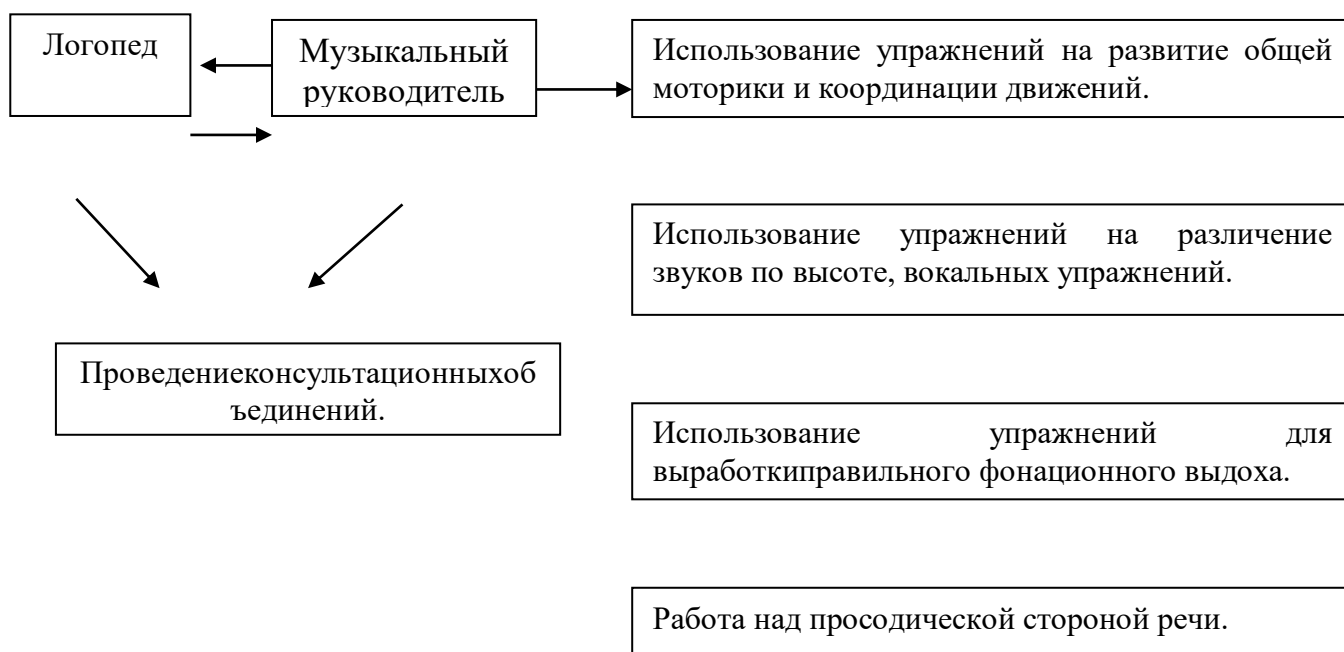 Логопед
Музыкальный
руководитель
Использование упражнений на развитие общей
моторики и координации движений.
Использование упражнений на различение
звуков по высоте, вокальных упражнений.
Проведениеконсультационныхоб
ъединений.
Использование упражнений для
выработкиправильного фонационного выдоха.
Работа над просодической стороной речи.